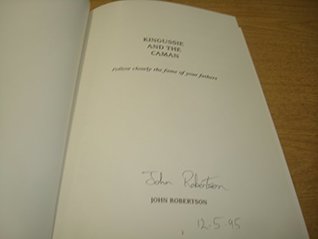 KINGUSSIE
AND THE
CAMAN
Follow closely the fame of your fathers
John Robertson
JOHN ROBERTSON
12-5-95